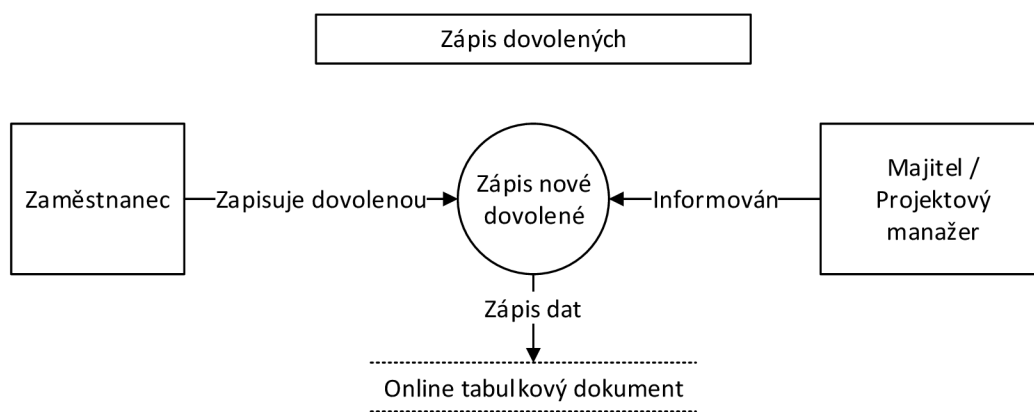 Zápis dovolených
Zaměstnanec
Zapisuje dovolenou
Zápis nové
dovolené
Informován
Majitel /
Projektový
manažer
Zápis dat
Online tabulkový dokument